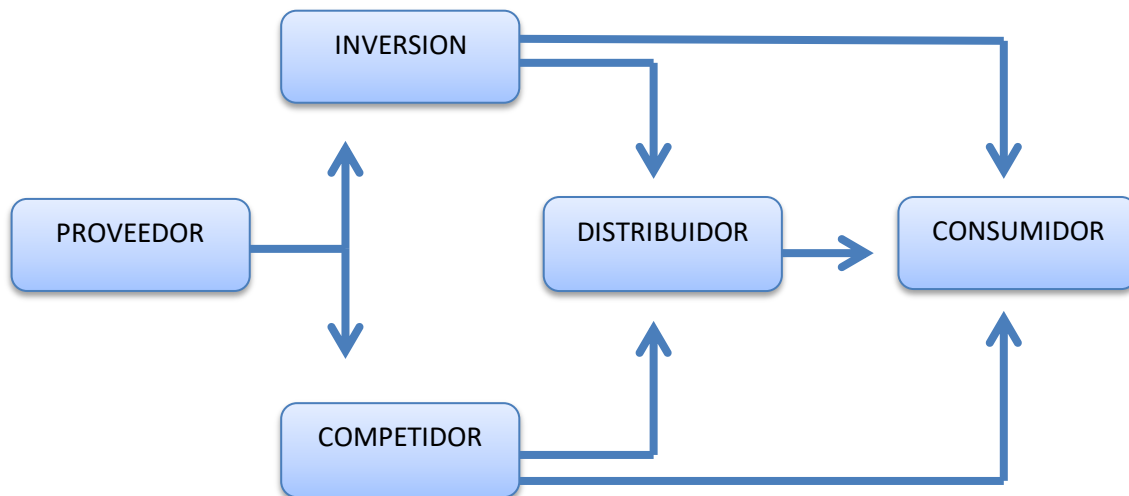 INVERSION
PROVEEDOR
DISTRIBUIDOR
CONSUMIDOR
COMPETIDOR